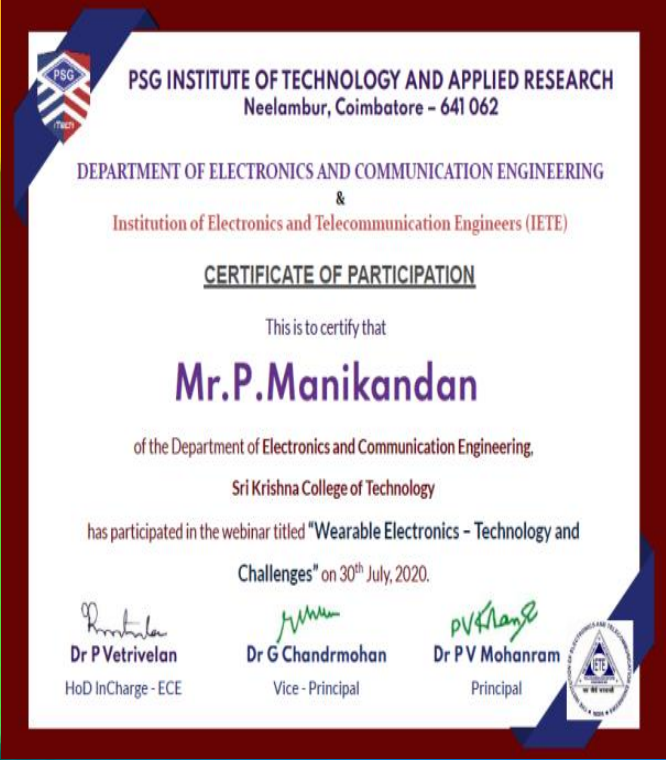 PSG
iTech
PSG INSTITUTE OF TECHNOLOGY AND APPLIED RESEARCH
Neelambur, Coimbatore – 641 062
DEPARTMENT OF ELECTRONICS AND COMMUNICATION ENGINEERING
&
Institution of Electronics and Telecommunication Engineers (IETE)
CERTIFICATE OF PARTICIPATION
This is to certify that
Mr.P.Manikandan
of the Department of Electronics and Communication Engineering,
Sri Krishna College of Technology
has participated in the webinar titled “Wearable Electronics – Technology and
Challenges” on 30th July, 2020.
Dr P Vetrivelan
HoD InCharge - ECE
Dr G Chandrmohan
Vice - Principal
PV
Dr P V Mohanram
Principal
IETE